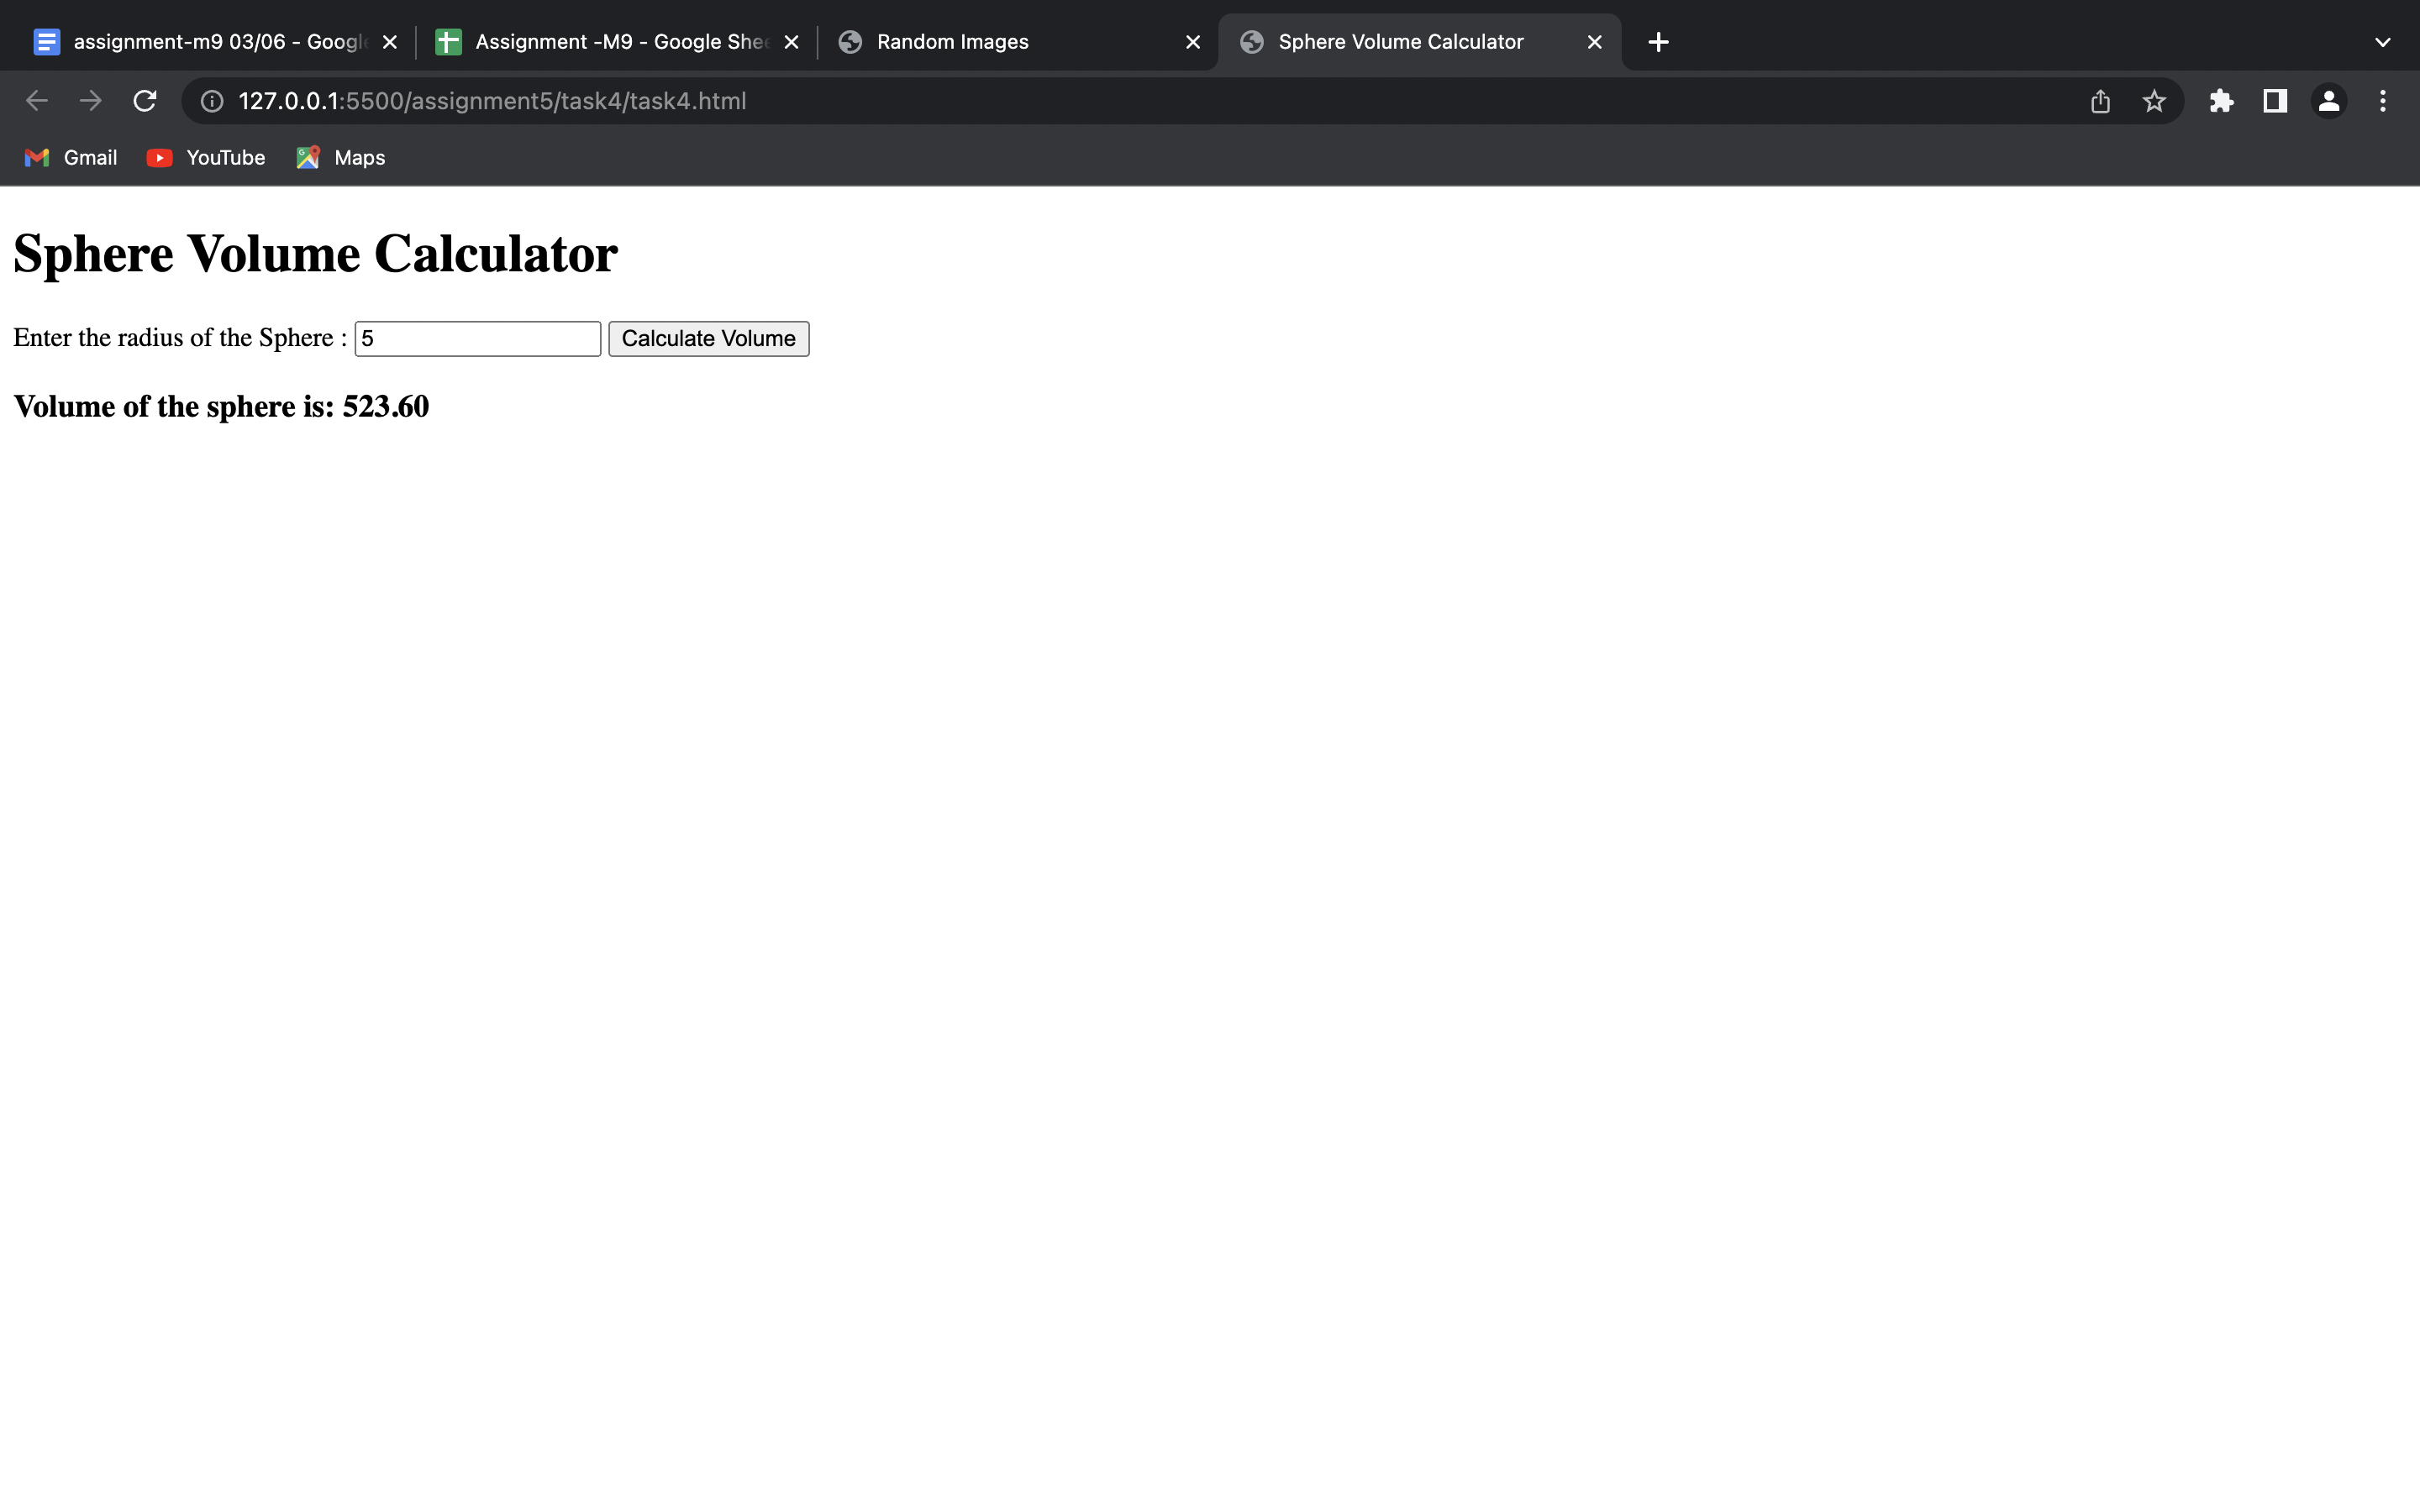 assignment-m9 03/06 - Google
Assignment -M9 - Google Shee
Random Images
Sphere Volume Calculator
127.0.0.1:5500/assignment5/task4/task4.html
Gmail
YouTube
Maps
Sphere Volume Calculator
Enter the radius of the Sphere : 5 Calculate Volume
Volume of the sphere is: 523.60